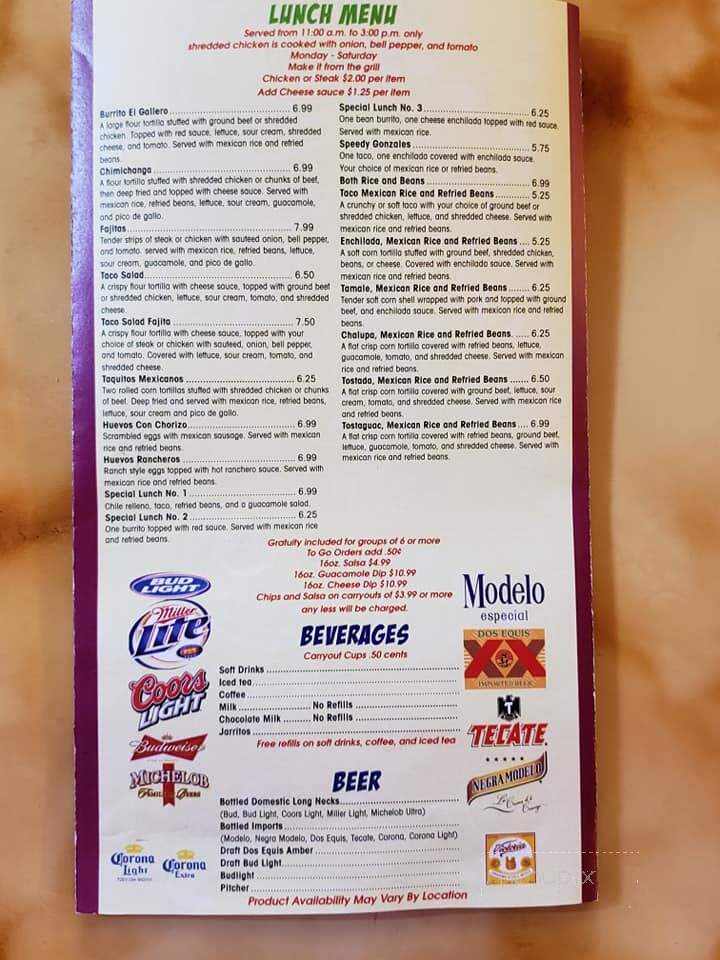 LUNCH MENU
Served from 11:00 a.m. to 3:00 p.m. only
shredded chicken is cooked with onion, bell pepper, and tomato
Monday - Saturday
Make it from the grill
Chicken or Steak $2.00 per item
Add Cheese sauce $1.25 per item
Burrito El Gallero 6.99
A large flour tortilla stuffed with ground beef or shredded
chicken. Topped with red sauce, lettuce, sour cream, shredded
cheese, and tomato. Served with mexican rice and refried
beans.
Chimichanga 6.99
A flour tortilla stuffed with shredded chicken or chunks of beef,
then deep fried and topped with cheese sauce. Served with
mexican rice, refried beans, lettuce, sour cream, guacamole,
and pico de gallo.
Fajitas 7.99
Tender strips of steak or chicken with sauteed onion, bell pepper,
and tomato. served with mexican rice, refried beans, lettuce,
sour cream, guacamole, and pico de gallo.
Taco Salad 6.50
A crispy flour tortilla with cheese sauce, topped with ground beef
or shredded chicken, lettuce, sour cream, tomato, and shredded
cheese.
Taco Salad Fajita 7.50
A crispy flour tortilla with cheese sauce, topped with your
choice of steak or chicken with sauteed, onion, bell pepper,
and tomato. Covered with lettuce, sour cream, tomato, and
shredded cheese.
Taquitos Mexicanos 6.25
Two rolled corn tortillas stuffed with shredded chicken or chunks
of beef. Deep fried and served with mexican rice, refried beans,
lettuce, sour cream and pico de gallo.
Huevos Con Chorizo 6.99
Scrambled eggs with mexican sausage. Served with mexican
rice and refried beans.
Huevos Rancheros 6.99
Ranch style eggs topped with hot ranchero sauce. Served with
mexican rice and refried beans.
Special Lunch No. 1 6.99
Chile relleno, taco, refried beans, and a guacamole salad.
Special Lunch No. 2 6.25
One burrito topped with red sauce. Served with mexican rice
and refried beans.
Special Lunch No. 3 6.25
One bean burrito, one cheese enchilada topped with red sauce.
Served with mexican rice.
Speedy Gonzales 5.75
One taco, one enchilada covered with enchilada sauce.
Your choice of mexican rice or refried beans.
Both Rice and Beans 6.99
Taco Mexican Rice and Refried Beans 5.25
A crunchy or soft taco with your choice of ground beef or
shredded chicken, lettuce, and shredded cheese. Served with
mexican rice and refried beans.
Enchilada, Mexican Rice and Refried Beans 5.25
A soft corn tortilla stuffed with ground beef, shredded chicken,
beans, or cheese. Covered with enchilada sauce. Served with
mexican rice and refried beans.
Tamale, Mexican Rice and Refried Beans 6.25
Tender soft corn shell wrapped with pork and topped with ground
beef, and enchilada sauce. Served with mexican rice and refried
beans.
Chalupa, Mexican Rice and Refried Beans. 6.25
A flat crisp corn tortilla covered with refried beans, lettuce,
guacamole, tomato, and shredded cheese. Served with mexican
rice and refried beans.
Tostada, Mexican Rice and Refried Beans 6.50
A flat crisp corn tortilla covered with ground beef, lettuce, sour
cream, tomato, and shredded cheese. Served with mexican rice
and refried beans.
Tostaguac, Mexican Rice and Refried Beans 6.99
A flat crisp corn tortilla covered with refried beans, ground beef,
lettuce, guacamole, tomato, and shredded cheese. Served with
mexican rice and refried beans.
Gratuity included for groups of 6 or more
To Go Orders add .50¢
16oz. Salsa $4.99
16oz. Guacamole Dip $10.99
16oz. Cheese Dip $10.99
Chips and Salsa on carryouts of $3.99 or more
any less will be charged.
BUD
LIGHT
Miller
Lite
Coors
LIGHT
Budweiser
MICHELOB
Corona
Light
Corona
Extra
BEVERAGES
Carryout Cups .50 cents
Soft Drinks
Iced tea
Coffee
Milk No Refills
Chocolate Milk No Refills
Jarritos
Free refills on soft drinks, coffee, and iced tea
BEER
Bottled Domestic Long Necks
(Bud, Bud Light, Coors Light, Miller Light, Michelob Ultra)
Bottled Imports
(Modelo, Negra Modelo, Dos Equis, Tecate, Corona, Corona Light)
Draft Dos Equis Amber
Draft Bud Light
Budlight
Pitcher
Product Availability May Vary By Location
Modelo
especial
DOS EQUIS
XX
IMPORTED BEER
TECATE
NEGRA MODELO